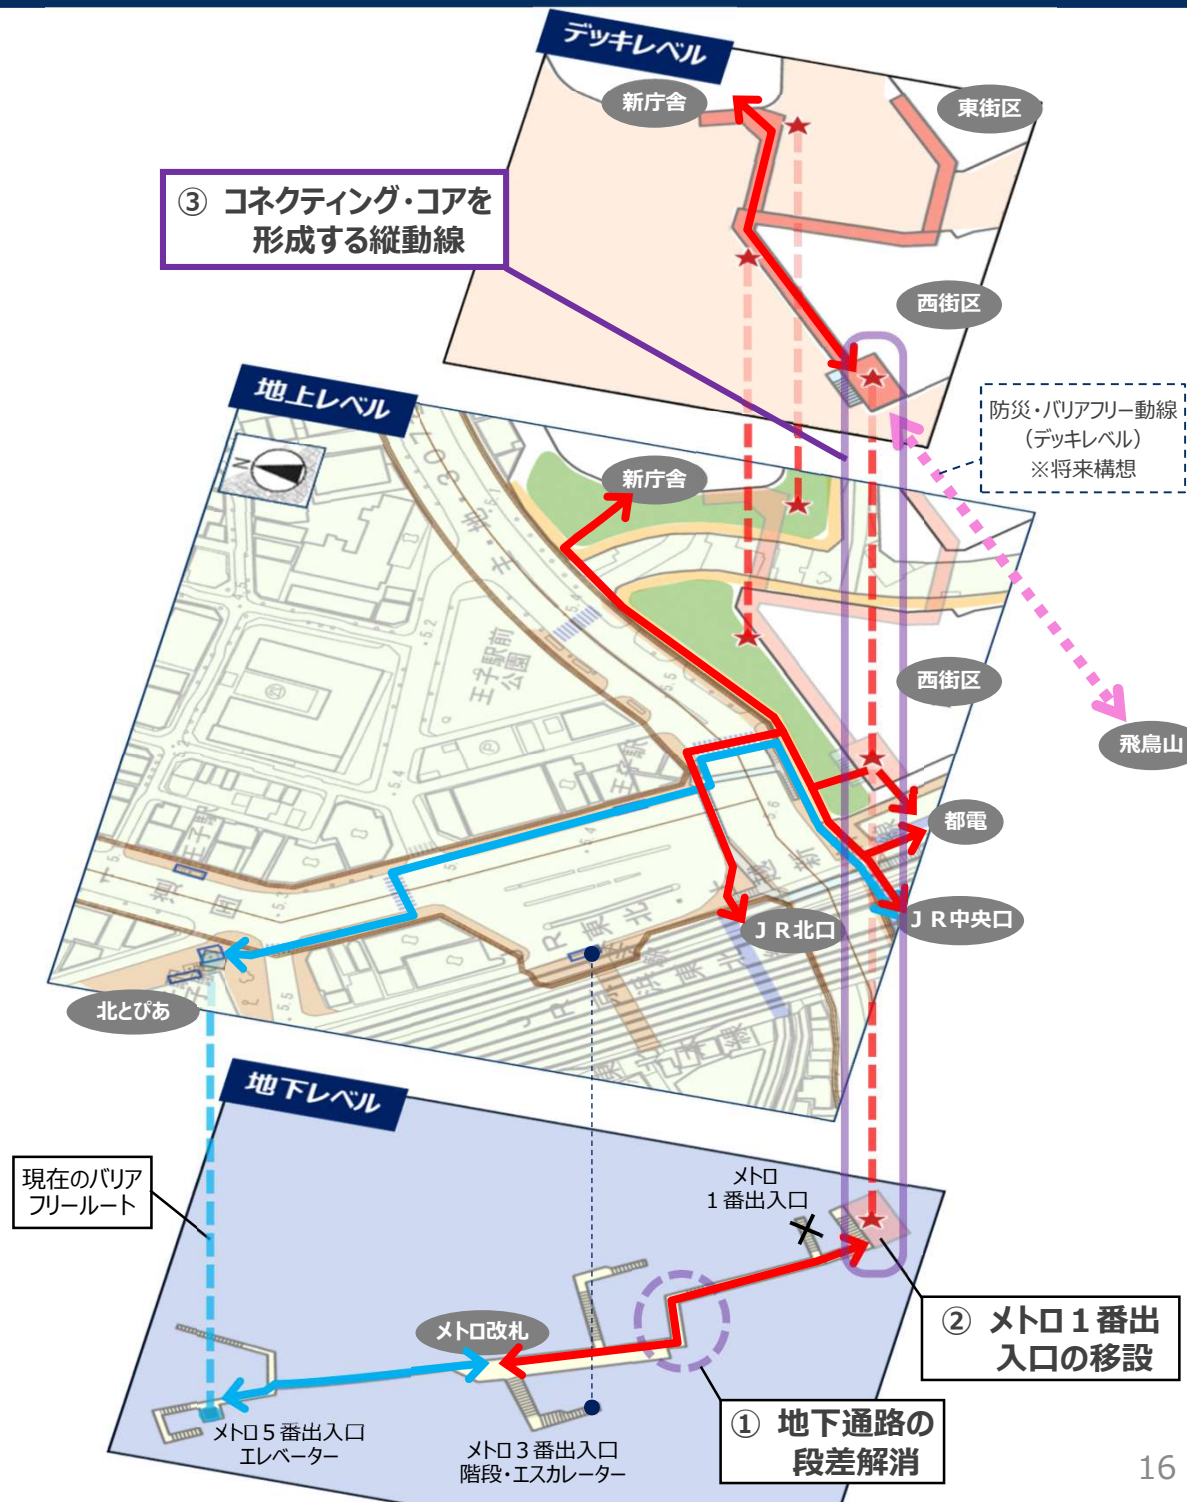 デッキレベル
新庁舎
東街区
③ コネクティング・コアを
形成する縦動線
西街区
地上レベル
防災・バリアフリー動線
（デッキレベル）
※将来構想
N
新庁舎
王子駅前
公園
西街区
飛鳥山
都電
ＪＲ北口
ＪＲ中央口
北とぴあ
地下レベル
現在のバリア
フリールート
メトロ
１番出入口
メトロ改札
② メトロ１番出
入口の移設
① 地下通路の
段差解消
メトロ５番出入口
エレベーター
メトロ３番出入口
階段・エスカレーター
16